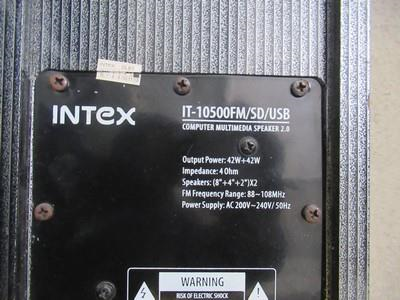 INTEX
IT-10500FM/SD/USB
COMPUTER MULTIMEDIA SPEAKER 2.0
Output Power: 42W+42W
Impedance: 4 Ohm
Speakers: (8"+4"+2")X2
FM Frequency Range: 88~108MHz
Power Supply: AC 200V~240V/50Hz
WARNING
RISK OF ELECTRIC SHOCK